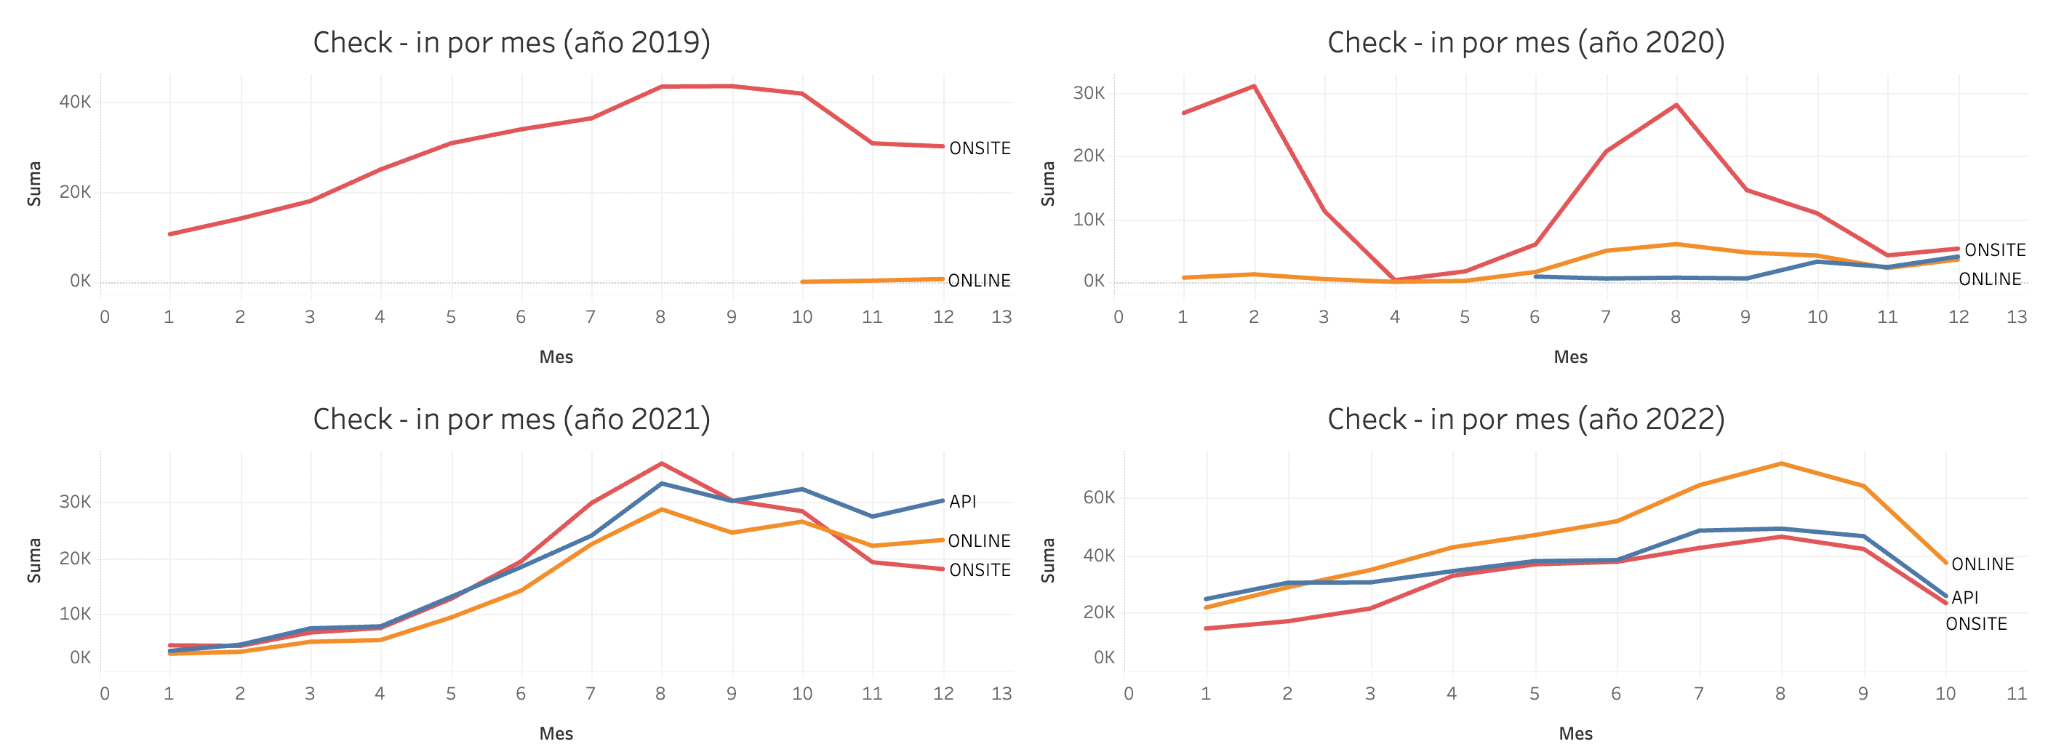 Check - in por mes (año 2019)
40K
20K
0K
Suma
ONSITE
ONLINE
0 1 2 3 4 5 6 7 8 9 10 11 12 13
Mes
Check - in por mes (año 2020)
30K
20K
10K
0K
Suma
ONSITE
ONLINE
0 1 2 3 4 5 6 7 8 9 10 11 12 13
Mes
Check - in por mes (año 2021)
30K
20K
10K
0K
Suma
API
ONLINE
ONSITE
0 1 2 3 4 5 6 7 8 9 10 11 12 13
Mes
Check - in por mes (año 2022)
60K
40K
20K
0K
Suma
ONLINE
API
ONSITE
0 1 2 3 4 5 6 7 8 9 10 11
Mes